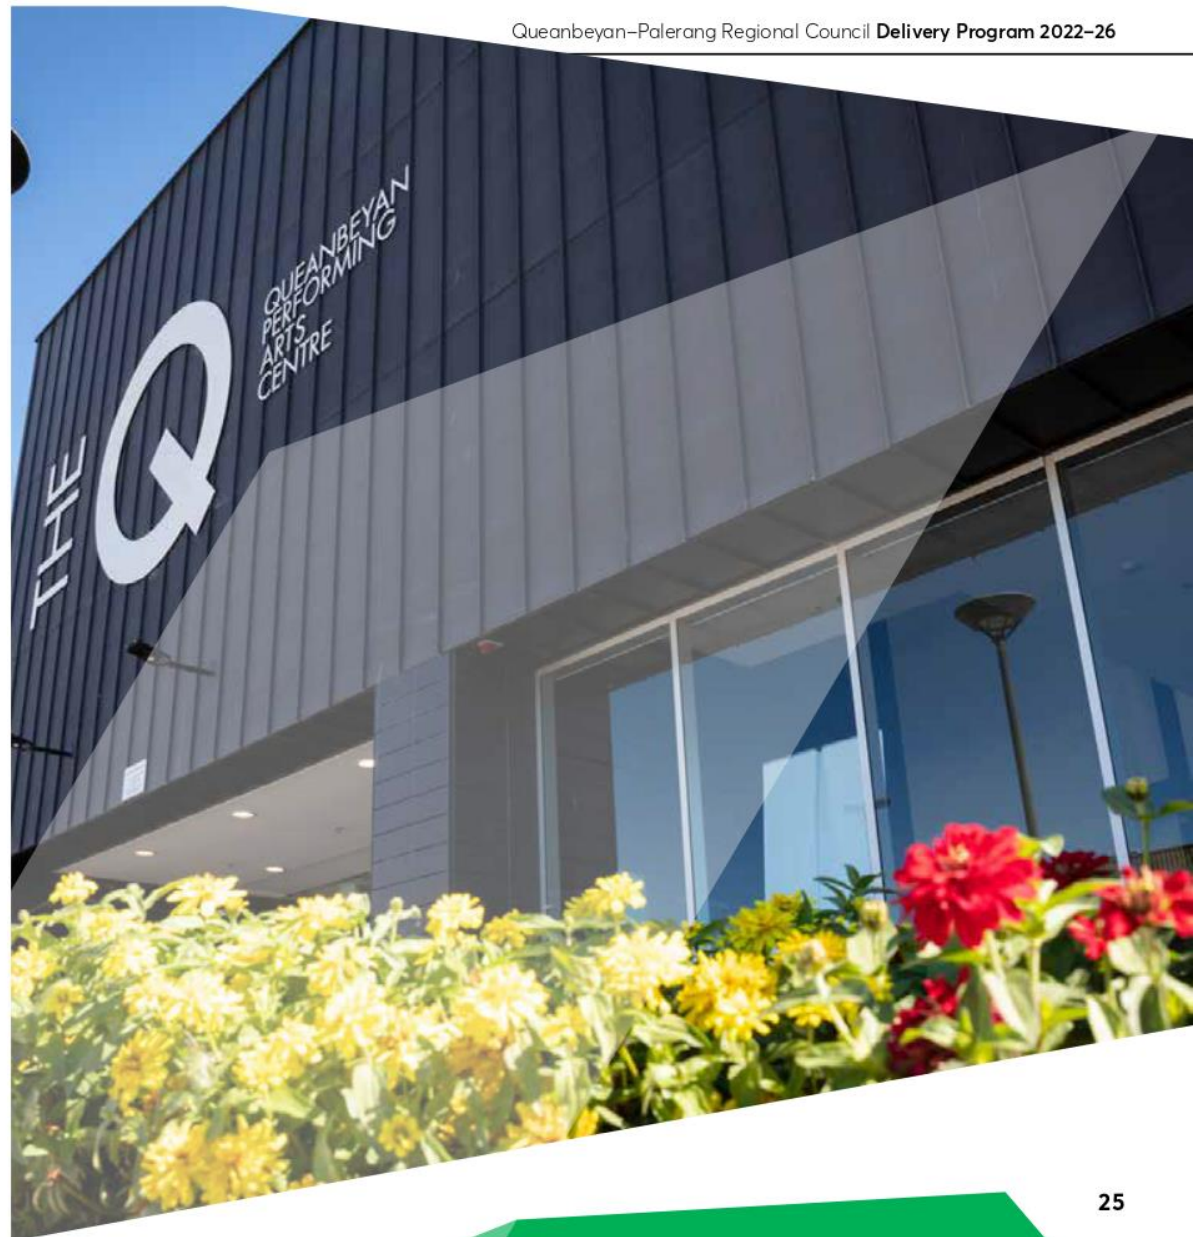 Queanbeyan–Palerang Regional Council Delivery Program 2022–26
THE
Q
QUEANBEYAN
PERFORMING
ARTS
CENTRE
25